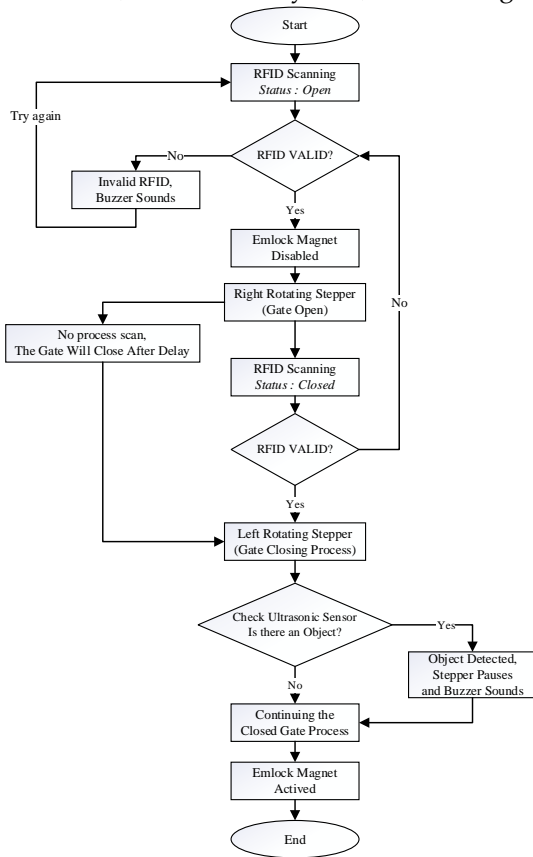 Start
RFID Scanning
Status : Open
Try again
RFID VALID?
No
Invalid RFID,
Buzzer Sounds
Yes
Emlock Magnet
Disabled
Right Rotating Stepper
(Gate Open)
No
No process scan,
The Gate Will Close After Delay
RFID Scanning
Status : Closed
RFID VALID?
Yes
Left Rotating Stepper
(Gate Closing Process)
Check Ultrasonic Sensor
Is there an Object?
Yes
Object Detected,
Stepper Pauses
and Buzzer Sounds
No
Continuing the
Closed Gate Process
Emlock Magnet
Actived
End